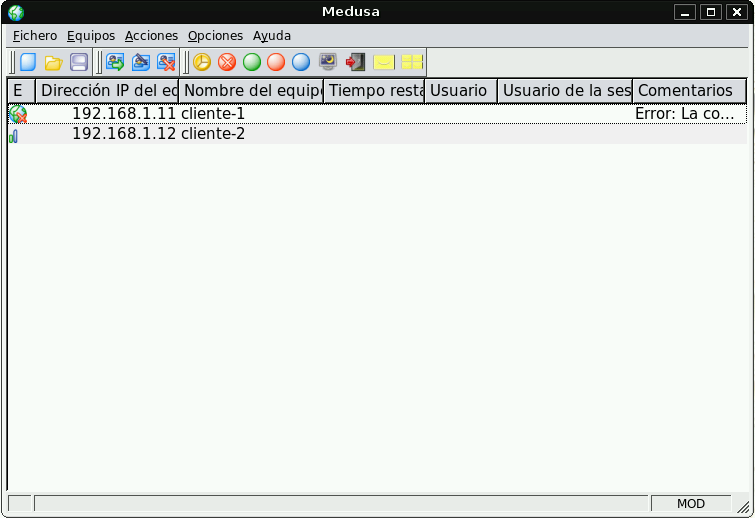 Medusa
Fichero Equipos Acciones Opciones Ayuda
E Dirección IP del ec Nombre del equip Tiempo resta Usuario Usuario de la ses Comentarios
192.168.1.11 cliente-1 Error: La co...
192.168.1.12 cliente-2
MOD